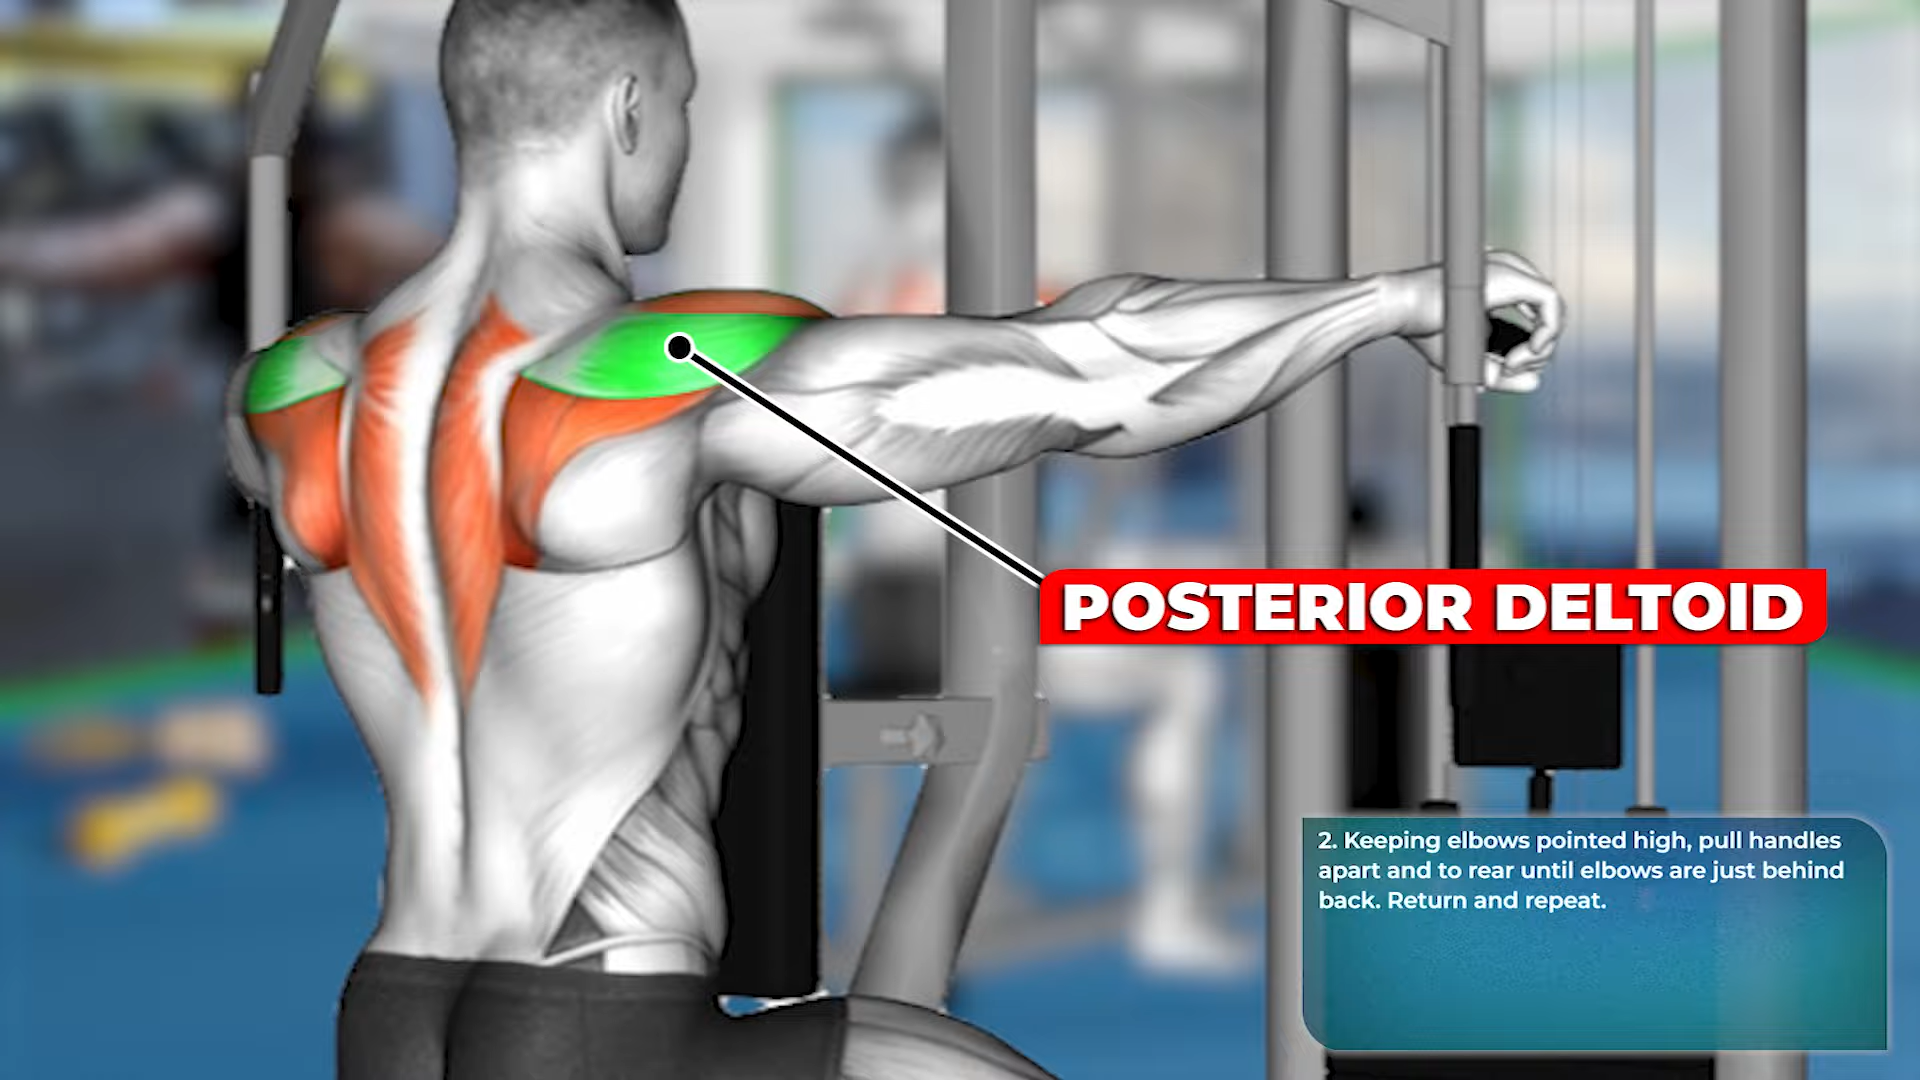 POSTERIOR DELTOID
2. Keeping elbows pointed high, pull handles
apart and to rear until elbows are just behind
back. Return and repeat.